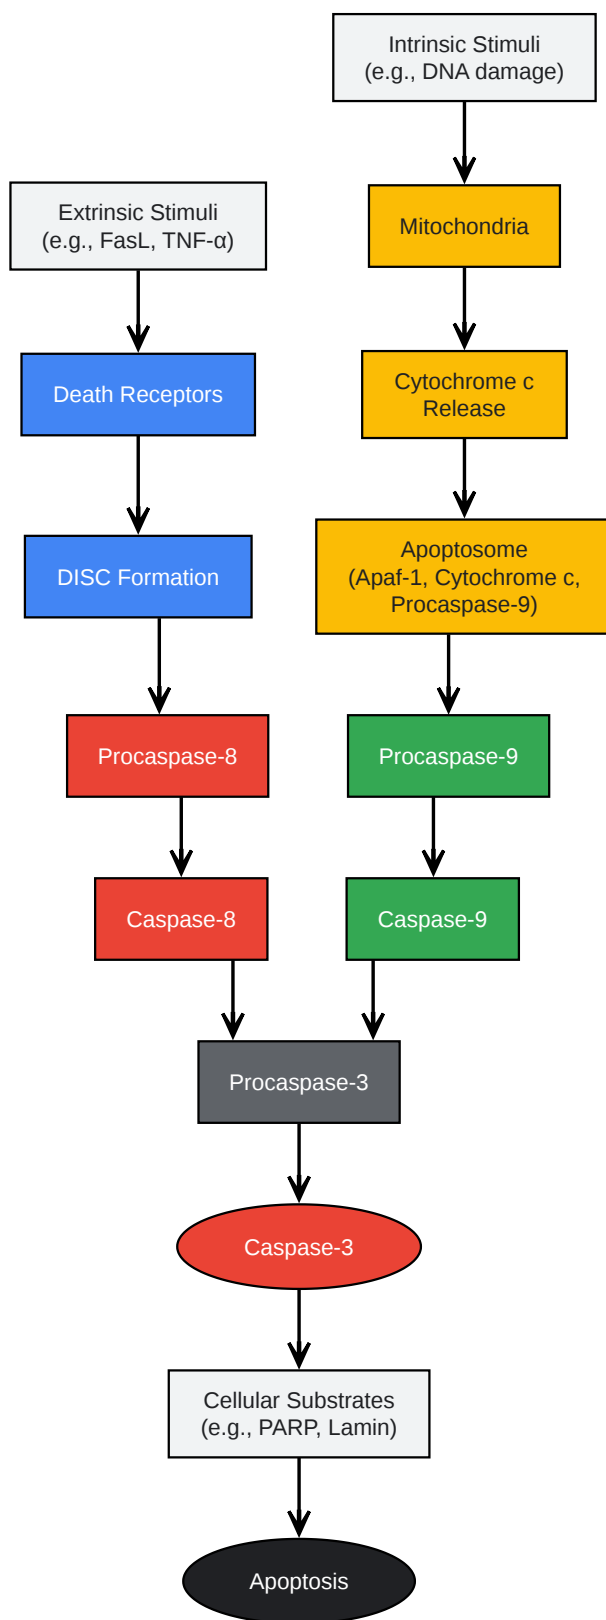 Intrinsic Stimuli
(e.g., DNA damage)
Extrinsic Stimuli
(e.g., FasL, TNF-α)
Mitochondria
Death Receptors
Cytochrome c
Release
DISC Formation
Apoptosome
(Apaf-1, Cytochrome c,
Procaspase-9)
Procaspase-8
Procaspase-9
Caspase-8
Caspase-9
Procaspase-3
Caspase-3
Cellular Substrates
(e.g., PARP, Lamin)
Apoptosis